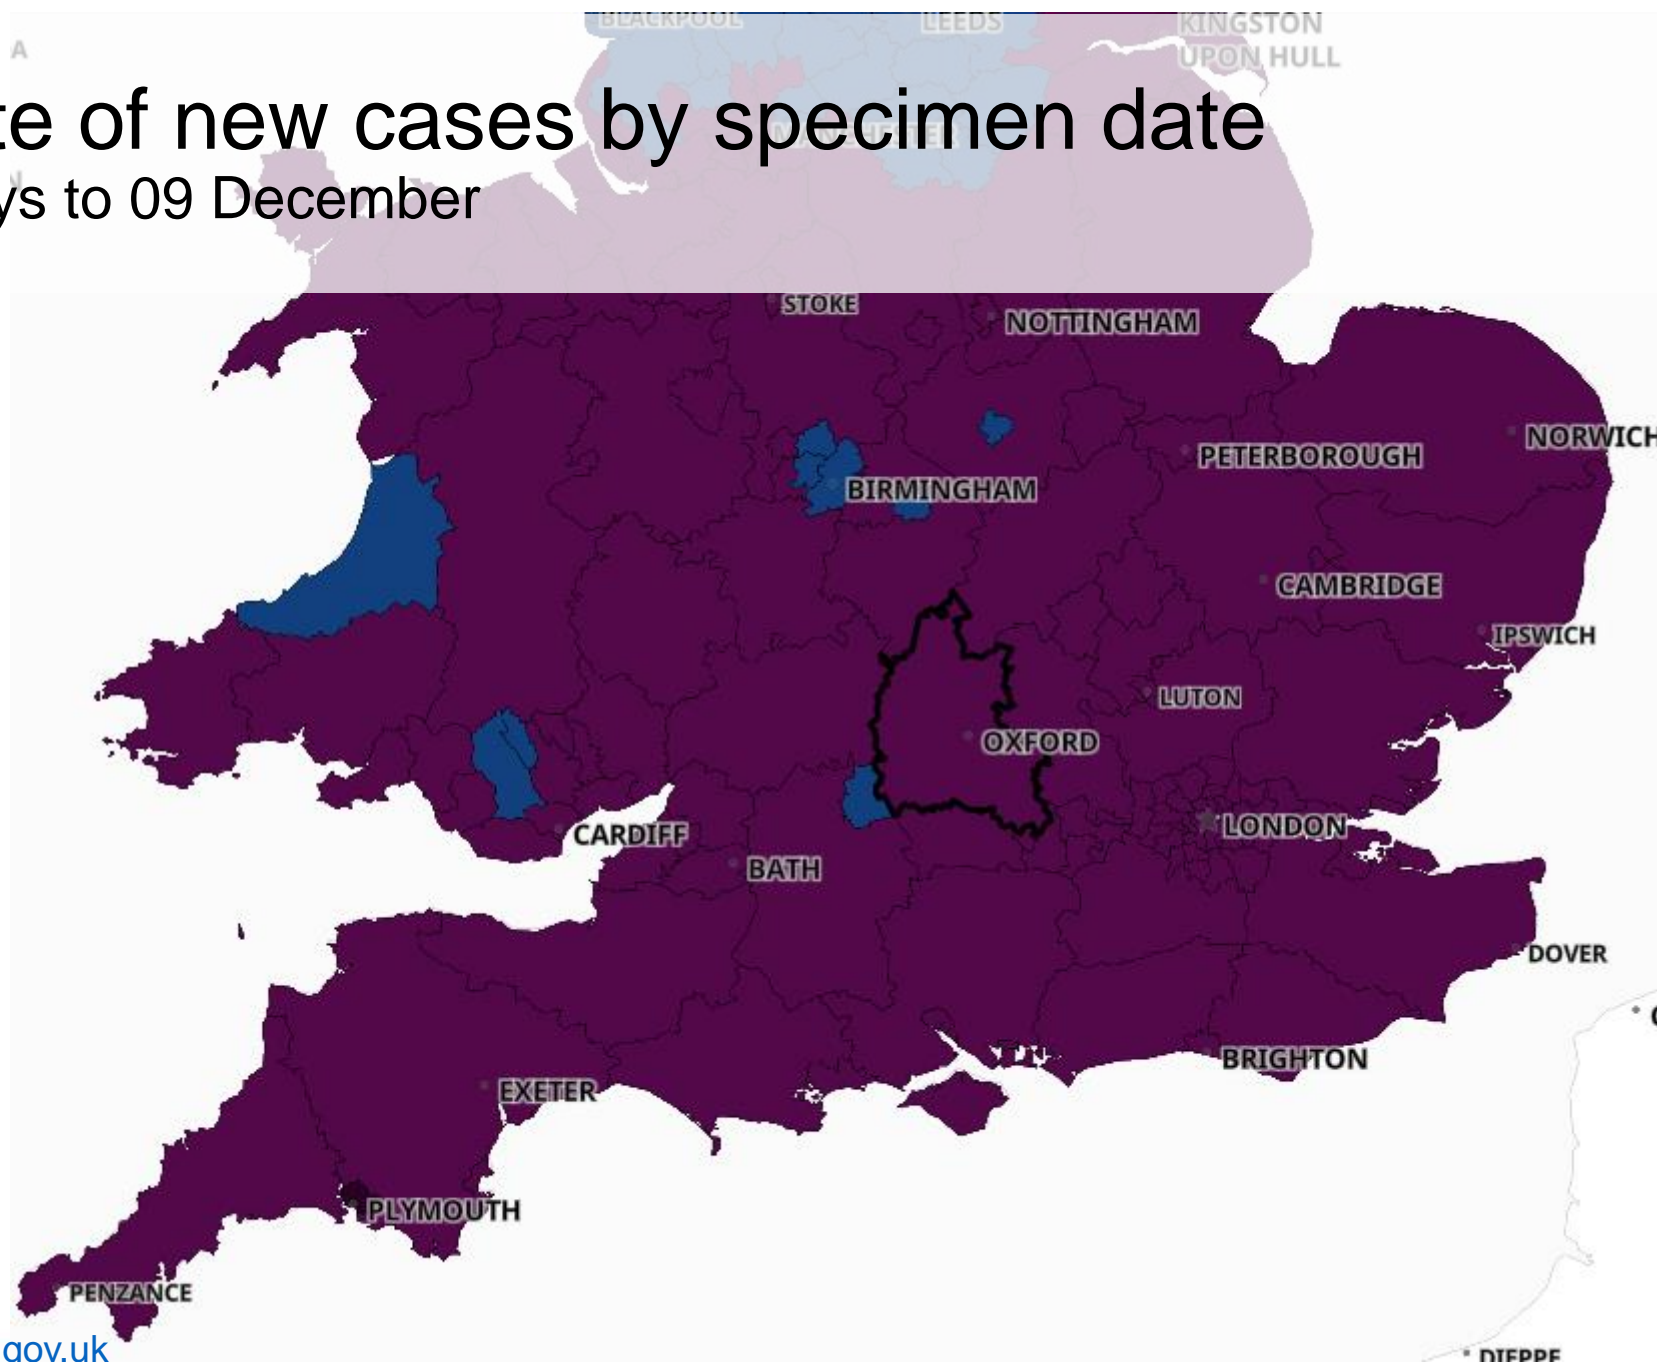 BLACKPOOL
LEEDS
KINGSTON
UPON HULL
A
te of new cases by specimen date
MANCHESTER
N
ys to 09 December
STOKE
NOTTINGHAM
NORWICH
PETERBOROUGH
BIRMINGHAM
CAMBRIDGE
IPSWICH
LUTON
OXFORD
LONDON
CARDIFF
BATH
DOVER
BRIGHTON
EXETER
PLYMOUTH
PENZANCE
gov.uk
DIEPPE